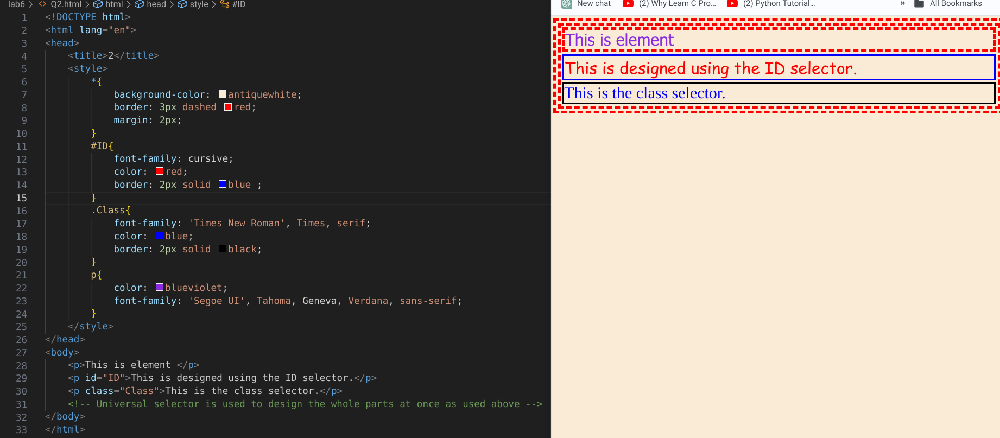 lab6 > <> Q2.html > html > head > style > #ID
1 <!DOCTYPE html>
2 <html lang="en">
3 <head>
4 <title>2</title>
5 <style>
6 *{
7 background-color: antiquewhite;
8 border: 3px dashed red;
9 margin: 2px;
10 }
11 #ID{
12 font-family: cursive;
13 color: red;
14 border: 2px solid blue ;
15 }
16 .Class{
17 font-family: 'Times New Roman', Times, serif;
18 color: blue;
19 border: 2px solid black;
20 }
21 p{
22 color: blueviolet;
23 font-family: 'Segoe UI', Tahoma, Geneva, Verdana, sans-serif;
24 }
25 </style>
26 </head>
27 <body>
28 <p>This is element </p>
29 <p id="ID">This is designed using the ID selector.</p>
30 <p class="Class">This is the class selector.</p>
31 <!-- Universal selector is used to design the whole parts at once as used above -->
32 </body>
33 </html>
New chat (2) Why Learn C Pro... (2) Python Tutorial... » All Bookmarks
This is element
This is designed using the ID selector.
This is the class selector.